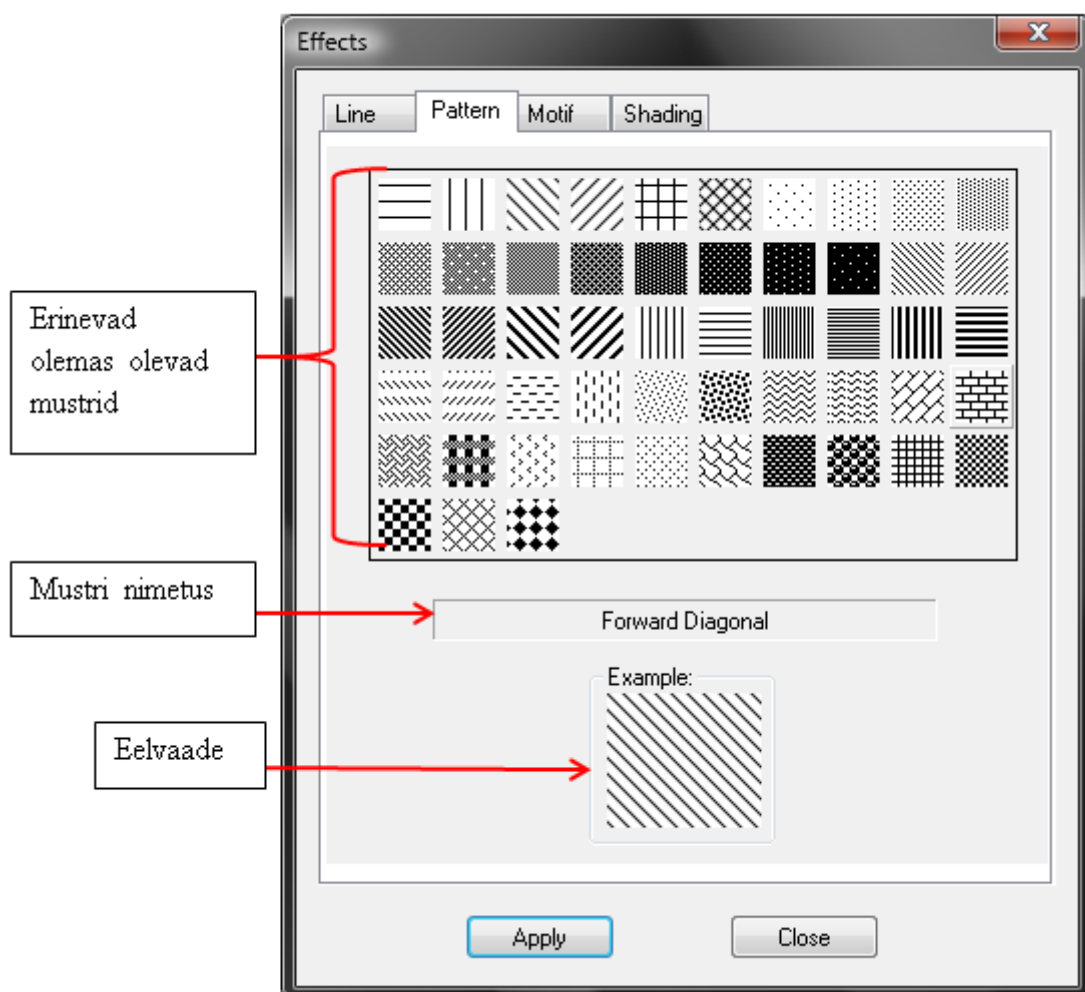 Effects
Line Pattern Motif Shading
Erinevad
olemas olevad
mustrid
Mustri nimetus
Forward Diagonal
Example:
Eelvaade
Apply Close